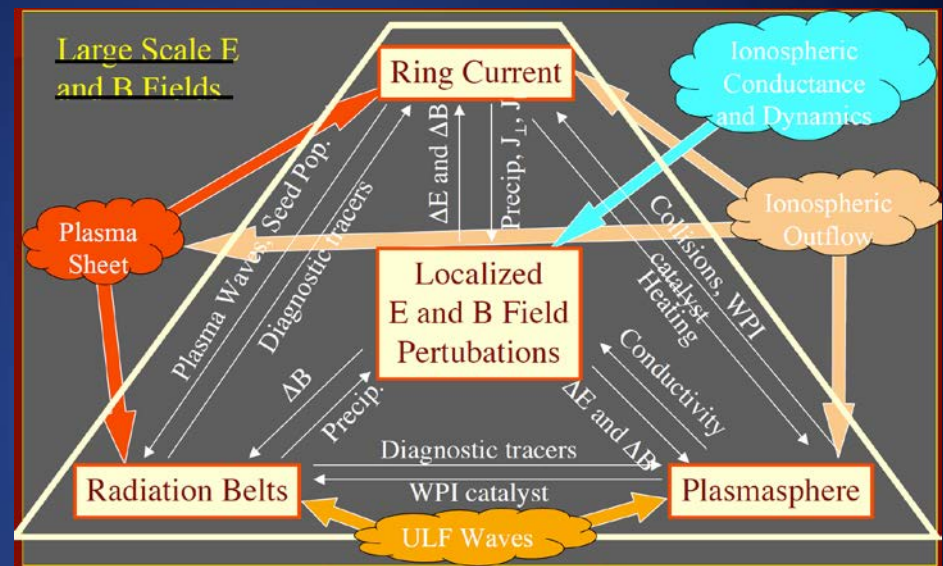 Large Scale E
and B Fields
Ring Current
Ionospheric
Conductance
and Dynamics
Plasma Waves, Seed Pop.
Diagnostic tracers
ΔE and ΔB
Precip, J⊥, J
Collisions, WPI
catalyst
Heating
Plasma
Sheet
Ionospheric
Outflow
Localized
E and B Field
Pertubations
ΔB
Precip.
Conductivity
ΔE and ΔB
Diagnostic tracers
WPI catalyst
Radiation Belts
Plasmasphere
ULF Waves